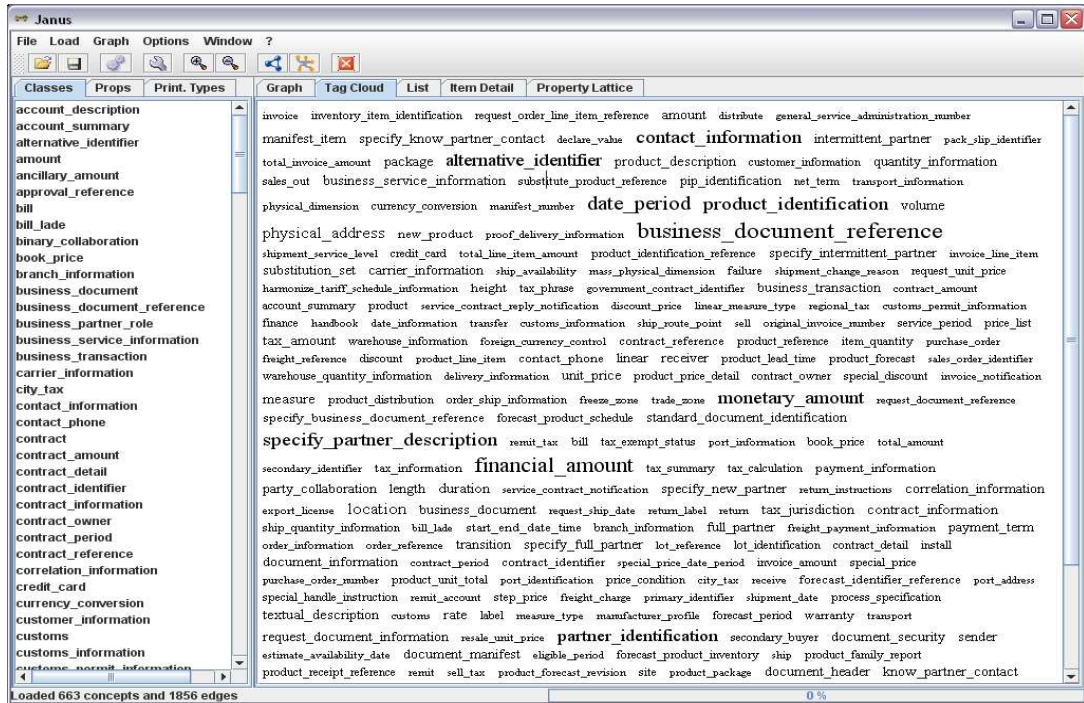 Janus
File Load Graph Options Window ?
Classes Props Print. Types
Graph Tag Cloud List Item Detail Property Lattice
account_description
account_summary
alternative_identifier
amount
ancillary_amount
approval_reference
bill
bill_lade
binary_collaboration
book_price
branch_information
business_document
business_document_reference
business_partner_role
business_service_information
business_transaction
carrier_information
city_tax
contact_information
contact_phone
contract
contract_amount
contract_detail
contract_identifier
contract_information
contract_owner
contract_period
contract_reference
correlation_information
credit_card
currency_conversion
customer_information
customs
customs_information
customs_permit_information
invoice inventory_item_identification request_order_line_item_reference amount distribute general_service_administration_number
manifest_item specify_know_partner_contact declare_value contact_information intermittent_partner pack_slip_identifier
total_invoice_amount package alternative_identifier product_description customer_information quantity_information
sales_out business_service_information substitute_product_reference pip_identification net_term transport_information
physical_dimension currency_conversion manifest_number date_period product_identification volume
physical_address new_product proof_delivery_information business_document_reference
shipment_service_level credit_card total_line_item_amount product_identification_reference specify_intermittent_partner invoice_line_item
substitution_set carrier_information ship_availability mass_physical_dimension failure shipment_change_reason request_unit_price
harmonize_tariff_schedule_information height tax_phrase government_contract_identifier business_transaction contract_amount
account_summary product service_contract_reply_notification discount_price linear_measure_type regional_tax customs_permit_information
finance handbook date_information transfer customs_information ship_route_point sell original_invoice_number service_period price_list
tax_amount warehouse_information foreign_currency_control contract_reference product_reference item_quantity purchase_order
freight_reference discount product_line_item contact_phone linear receiver product_lead_time product_forecast sales_order_identifier
warehouse_quantity_information delivery_information unit_price product_price_detail contract_owner special_discount invoice_notification
measure product_distribution order_ship_information freeze_zone trade_zone monetary_amount request_document_reference
specify_business_document_reference forecast_product_schedule standard_document_identification
specify_partner_description remit_tax bill tax_exempt_status port_information book_price total_amount
secondary_identifier tax_information financial_amount tax_summary tax_calculation payment_information
party_collaboration length duration service_contract_notification specify_new_partner return_instructions correlation_information
export_license location business_document request_ship_date return_label return tax_jurisdiction contract_information
ship_quantity_information bill_lade start_end_date_time branch_information full_partner freight_payment_information payment_term
order_information order_reference transition specify_full_partner lot_reference lot_identification contract_detail install
document_information contract_period contract_identifier special_price_date_period invoice_amount special_price
purchase_order_number product_unit_total port_identification price_condition city_tax receive forecast_identifier_reference port_address
special_handle_instruction remit_account step_price freight_charge primary_identifier shipment_date process_specification
textual_description customs rate label measure_type manufacturer_profile forecast_period warranty transport
request_document_information resale_unit_price partner_identification secondary_buyer document_security sender
estimate_availability_date document_manifest eligible_period forecast_product_inventory ship product_family_report
product_receipt_reference remit sell_tax product_forecast_revision site product_package document_header know_partner_contact
Loaded 663 concepts and 1856 edges
0 %